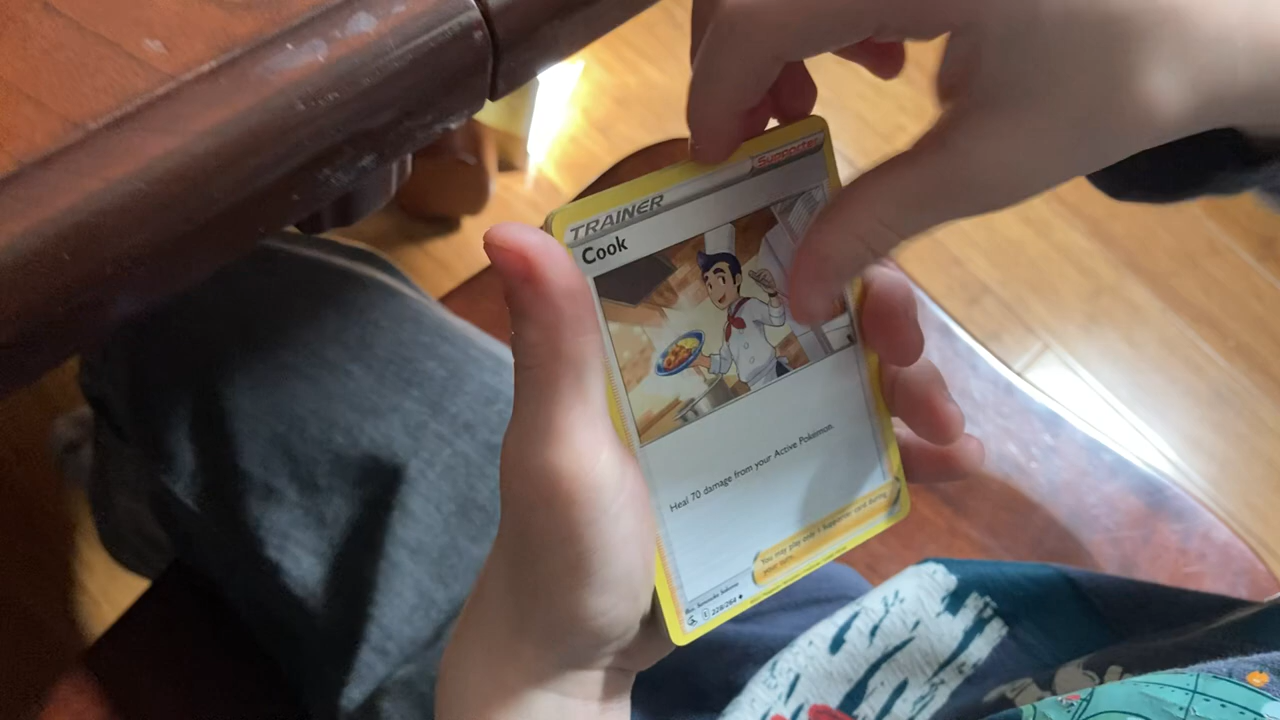 Supporter
TRAINER
Cook
Heal 70 damage from your Active Pokémon.
You may play only 1 Supporter card during
your turn.
228/264